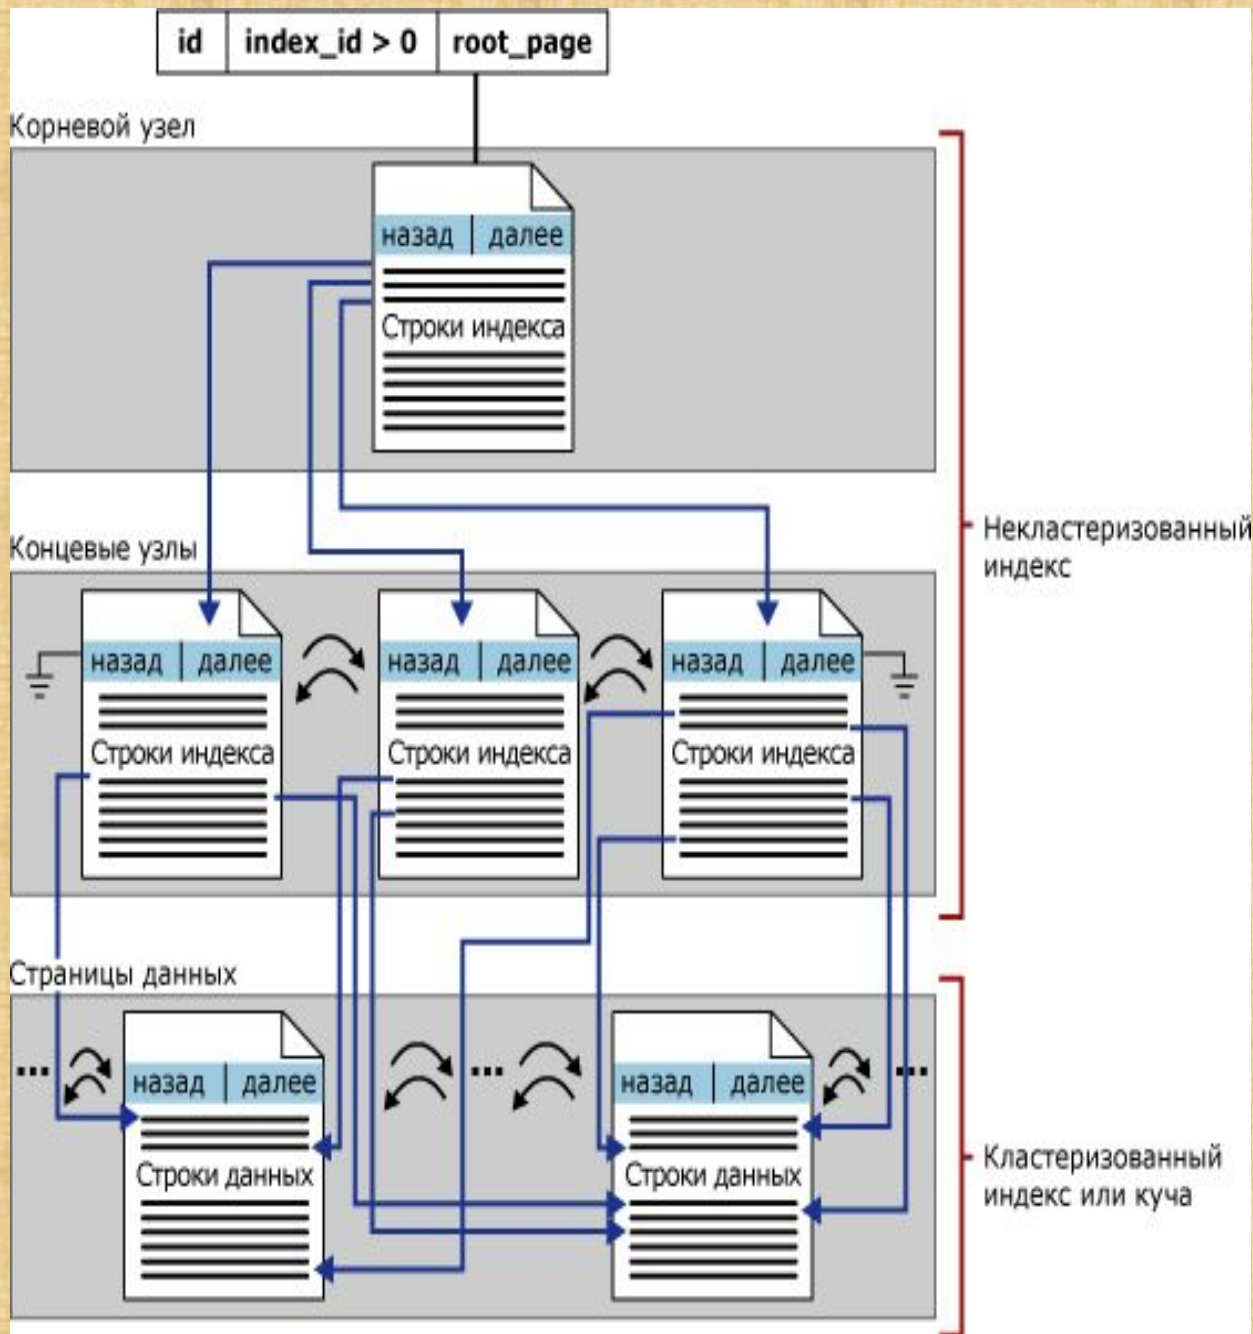 id index_id > 0 root_page
Корневой узел
назад далее
Строки индекса
Некластеризованный
индекс
Концевые узлы
назад далее назад далее назад далее
Строки индекса Строки индекса Строки индекса
Страницы данных
... ... ...
назад далее назад далее
Строки данных Строки данных
Кластеризованный
индекс или куча